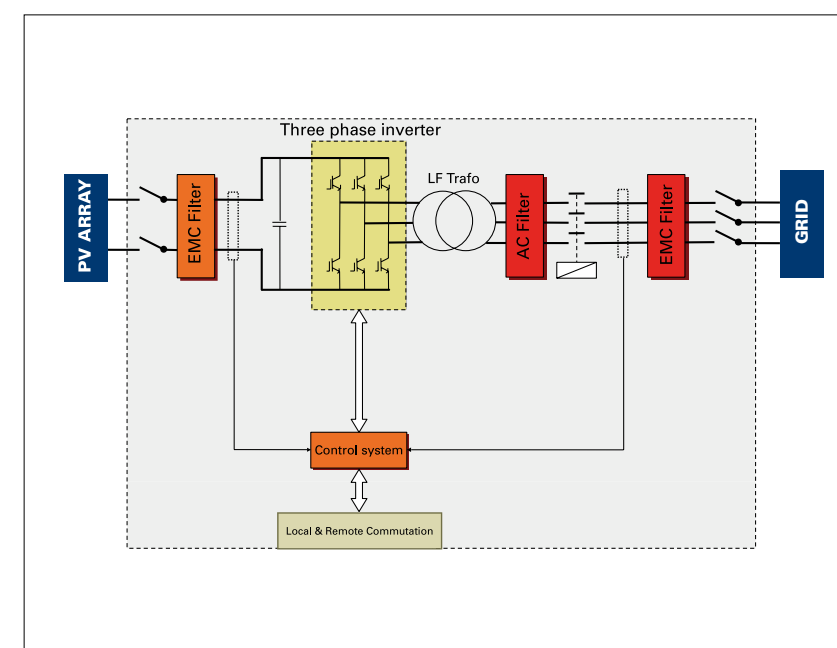 Three phase inverter
PV ARRAY
EMC Filter
LF Trafo
AC Filter
EMC Filter
GRID
Control system
Local & Remote Commutation